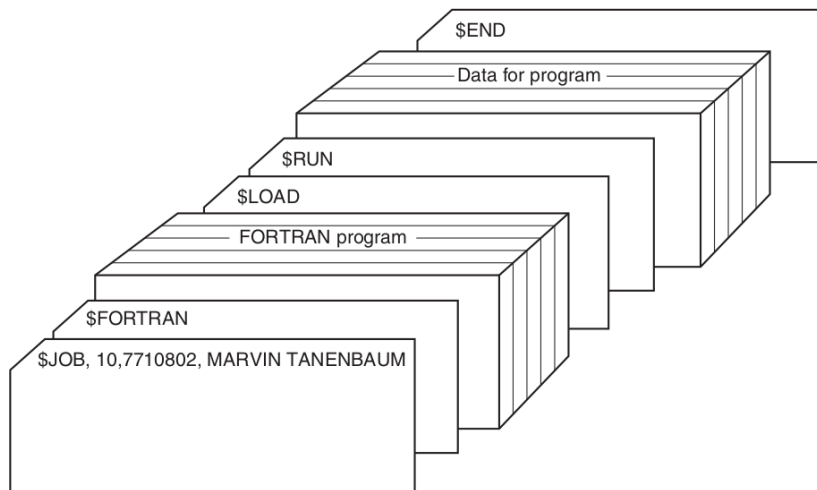 $END
Data for program
$RUN
$LOAD
FORTRAN program
$FORTRAN
$JOB, 10,7710802, MARVIN TANENBAUM